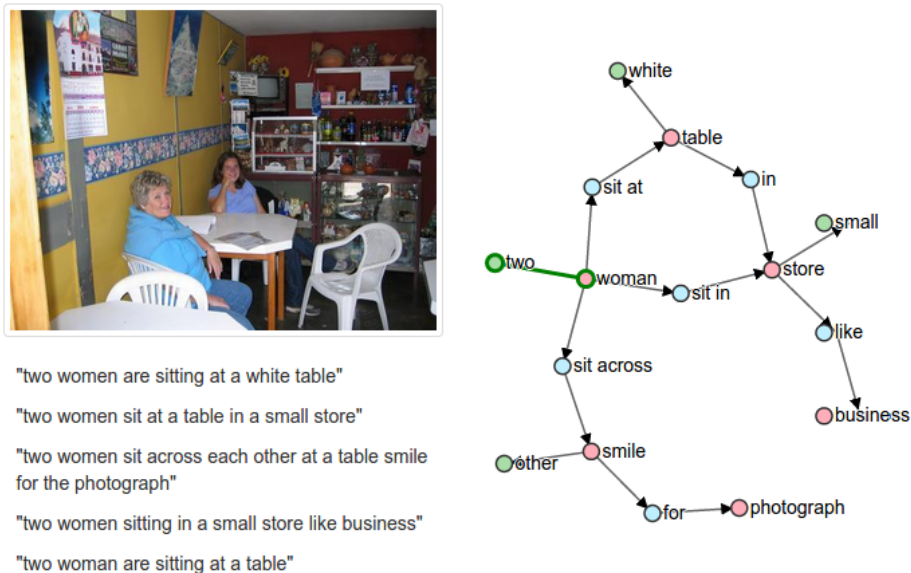 "two women are sitting at a white table"
"two women sit at a table in a small store"
"two women sit across each other at a table smile
for the photograph"
"two women sitting in a small store like business"
"two woman are sitting at a table"
white
table
in
sit at
small
two
woman
store
sit in
like
sit across
business
other
smile
for
photograph